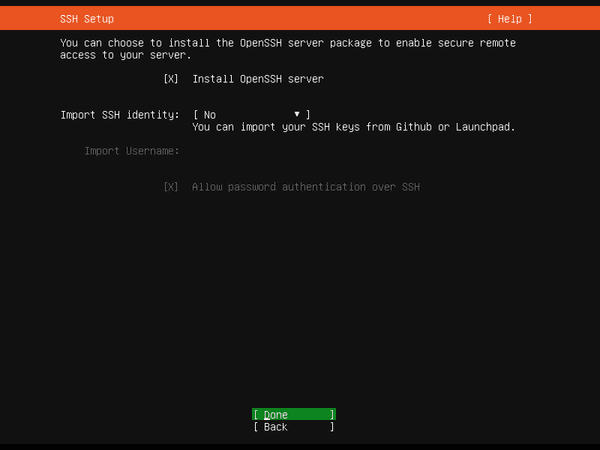 SSH Setup [ Help ]
You can choose to install the OpenSSH server package to enable secure remote
access to your server.
[X] Install OpenSSH server
Import SSH identity: [ No ▼ ]
You can import your SSH keys from Github or Launchpad.
Import Username:
[X] Allow password authentication over SSH
[ Done ]
[ Back ]